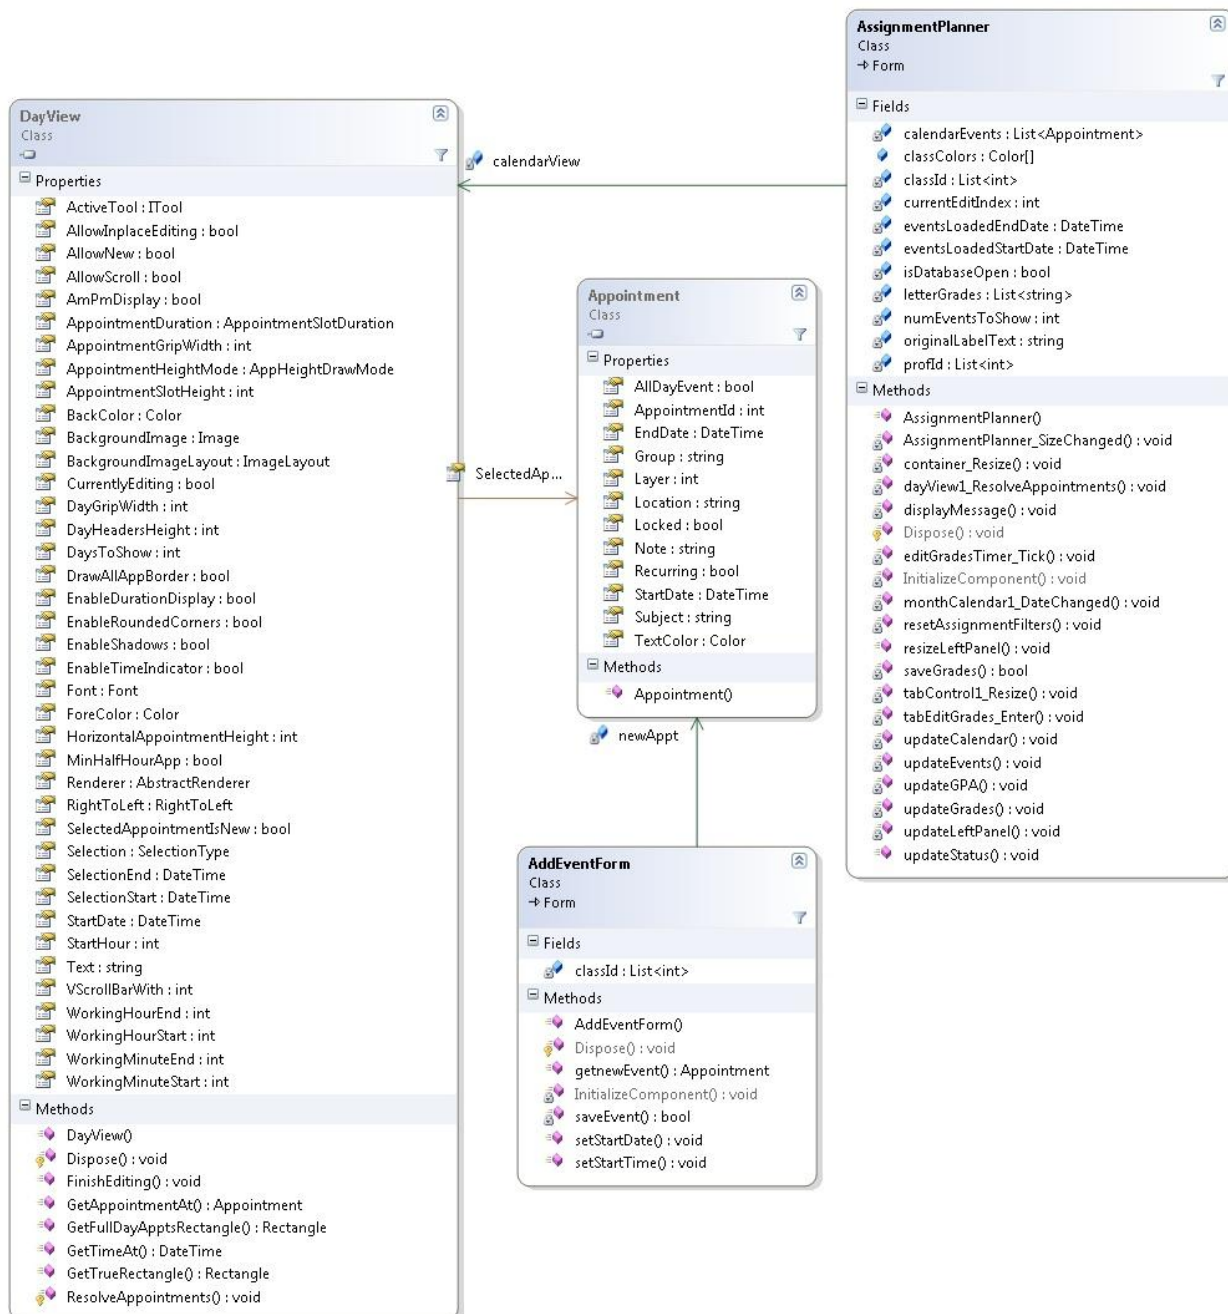 DayView
Class
Properties
ActiveTool : ITool
AllowInplaceEditing : bool
AllowNew : bool
AllowScroll : bool
AmPmDisplay : bool
AppointmentDuration : AppointmentSlotDuration
AppointmentGripWidth : int
AppointmentHeightMode : AppHeightDrawMode
AppointmentSlotHeight : int
BackColor : Color
BackgroundImage : Image
BackgroundImageLayout : ImageLayout
CurrentlyEditing : bool
DayGripWidth : int
DayHeadersHeight : int
DaysToShow : int
DrawAllAppBorder : bool
EnableDurationDisplay : bool
EnableRoundedCorners : bool
EnableShadows : bool
EnableTimeIndicator : bool
Font : Font
ForeColor : Color
HorizontalAppointmentHeight : int
MinHalfHourApp : bool
Renderer : AbstractRenderer
RightToLeft : RightToLeft
SelectedAppointmentIsNew : bool
Selection : SelectionType
SelectionEnd : DateTime
SelectionStart : DateTime
StartDate : DateTime
StartHour : int
Text : string
VScrollBarWith : int
WorkingHourEnd : int
WorkingHourStart : int
WorkingMinuteEnd : int
WorkingMinuteStart : int
Methods
DayView()
Dispose() : void
FinishEditing() : void
GetAppointmentAt() : Appointment
GetFullDayApptsRectangle() : Rectangle
GetTimeAt() : DateTime
GetTrueRectangle() : Rectangle
ResolveAppointments() : void
calendarView
SelectedAp...
Appointment
Class
Properties
AllDayEvent : bool
AppointmentId : int
EndDate : DateTime
Group : string
Layer : int
Location : string
Locked : bool
Note : string
Recurring : bool
StartDate : DateTime
Subject : string
TextColor : Color
Methods
Appointment()
newAppt
AddEventForm
Class
Form
Fields
classId : List<int>
Methods
AddEventForm()
Dispose() : void
getnewEvent() : Appointment
InitializeComponent() : void
saveEvent() : bool
setStartDate() : void
setStartTime() : void
AssignmentPlanner
Class
Form
Fields
calendarEvents : List<Appointment>
classColors : Color[]
classId : List<int>
currentEditIndex : int
eventsLoadedEndDate : DateTime
eventsLoadedStartDate : DateTime
isDatabaseOpen : bool
letterGrades : List<string>
numEventsToShow : int
originalLabelText : string
profId : List<int>
Methods
AssignmentPlanner()
AssignmentPlanner_SizeChanged() : void
container_Resize() : void
dayView1_ResolveAppointments() : void
displayMessage() : void
Dispose() : void
editGradesTimer_Tick() : void
InitializeComponent() : void
monthCalendar1_DateChanged() : void
resetAssignmentFilters() : void
resizeLeftPanel() : void
saveGrades() : bool
tabControl1_Resize() : void
tabEditGrades_Enter() : void
updateCalendar() : void
updateEvents() : void
updateGPA() : void
updateGrades() : void
updateLeftPanel() : void
updateStatus() : void